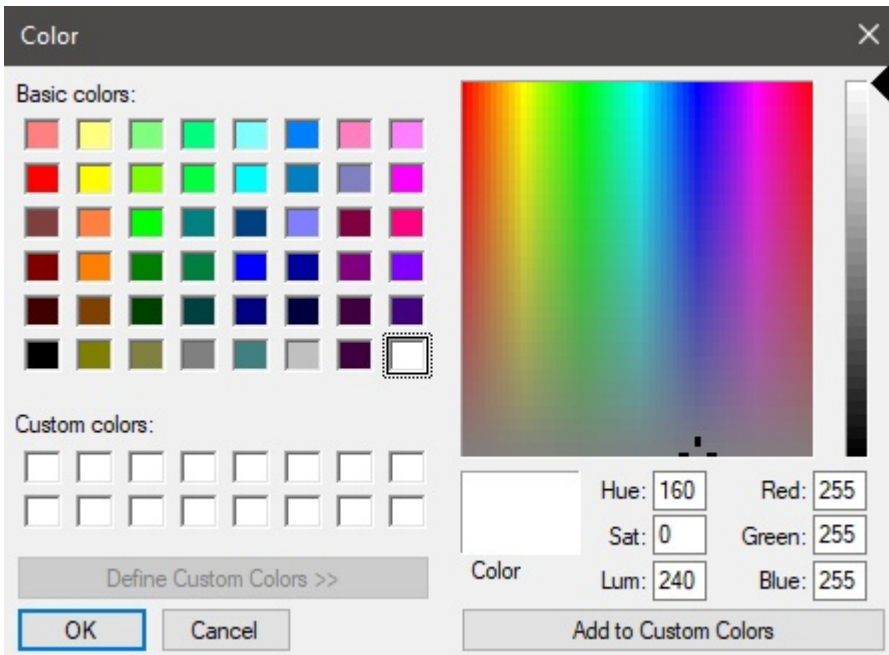 Color
Basic colors:
Custom colors:
Define Custom Colors >>
OK Cancel
Color
Hue: 160 Red: 255
Sat: 0 Green: 255
Lum: 240 Blue: 255
Add to Custom Colors